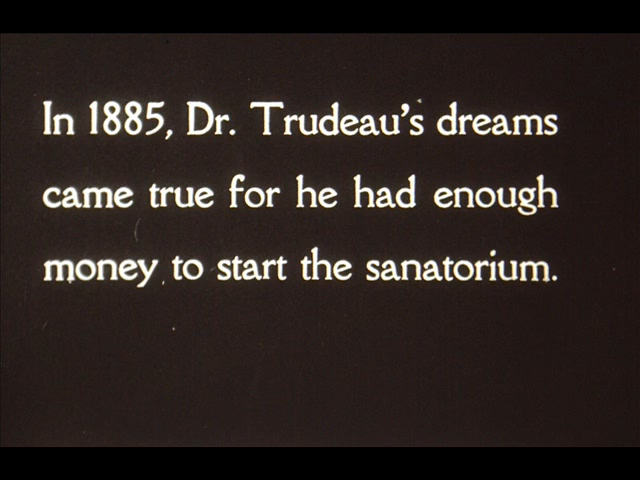 In 1885, Dr. Trudeau's dreams
came true for he had enough
money to start the sanatorium.